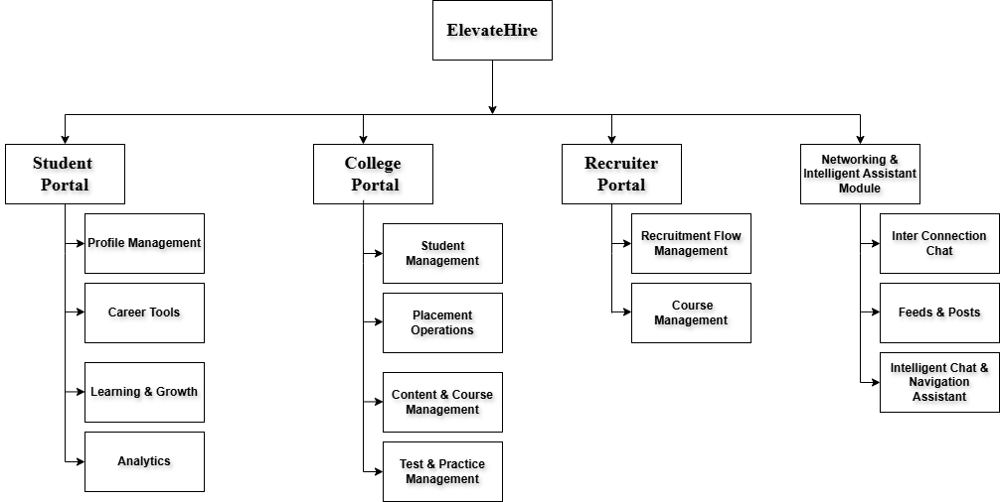 ElevateHire
Student
Portal
Profile Management
Career Tools
Learning & Growth
Analytics
College
Portal
Student
Management
Placement
Operations
Content & Course
Management
Test & Practice
Management
Recruiter
Portal
Recruitment Flow
Management
Course
Management
Networking &
Intelligent Assistant
Module
Inter Connection
Chat
Feeds & Posts
Intelligent Chat &
Navigation
Assistant